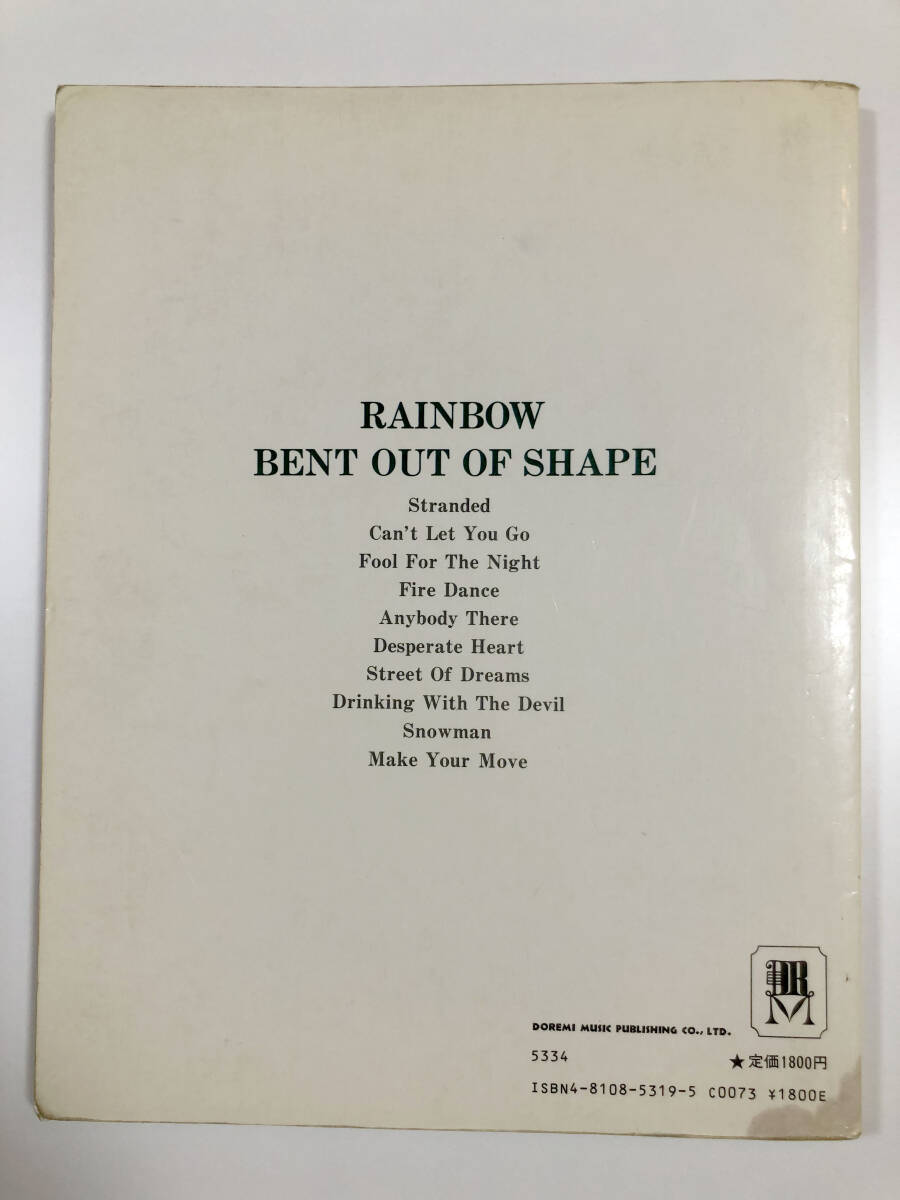 RAINBOW
BENT OUT OF SHAPE
Stranded
Can't Let You Go
Fool For The Night
Fire Dance
Anybody There
Desperate Heart
Street Of Dreams
Drinking With The Devil
Snowman
Make Your Move
DRM
DOREMI MUSIC PUBLISHING CO., LTD.
5334 ★定価1800円
ISBN4-8108-5319-5 C0073 ¥1800E